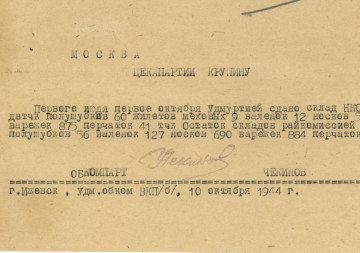 МОСКВА
ЦЕКАПАРТИИ КРУПИНУ
Первого июля первое октября Удмуртией сдано склад НКО
двтчк полушубков 60 жилетов меховых 9 валенок 12 носков
варежек 875 перчаток 41 тчк Остаток складов райкомиссией
полушубков 56 валенок 127 носков 690 варежек 884 перчаток
Чекинов
ОБКОМПАРТ ЧЕКИНОВ
г.Ижевск, Удм.обком ВКП/б/, 10 октября 1944 г.